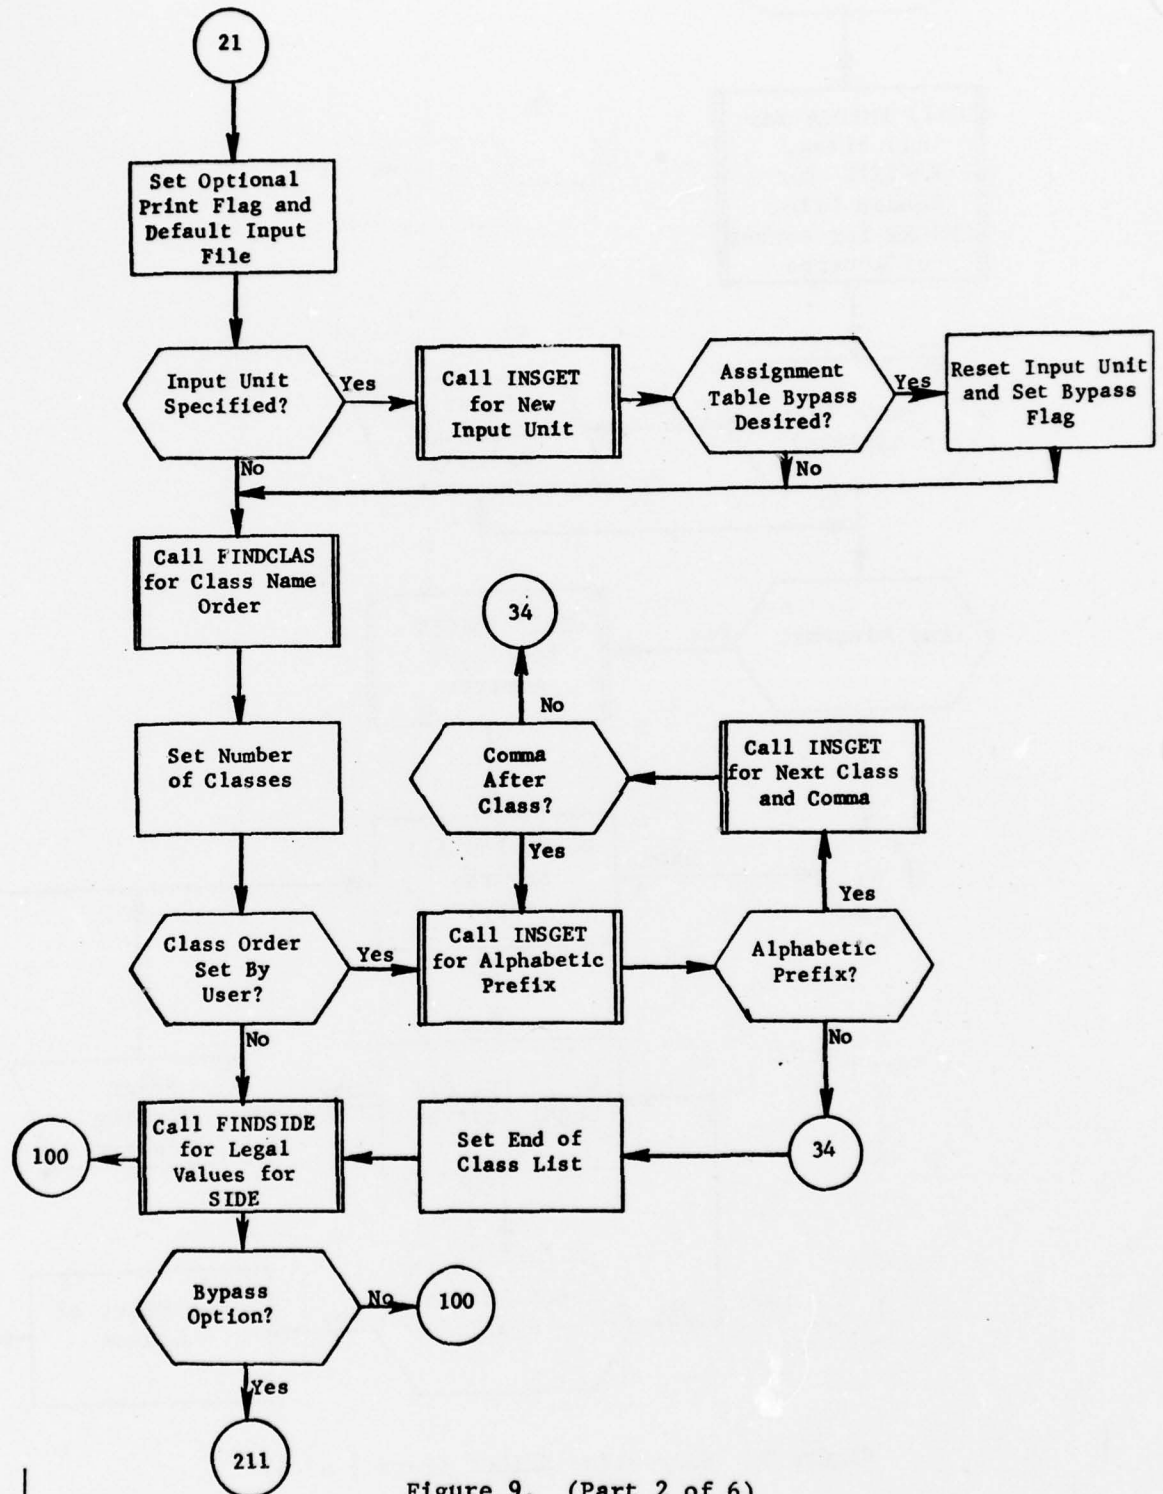 21
Set Optional
Print Flag and
Default Input
File
Input Unit
Specified?
Yes
No
Call INSGET
for New
Input Unit
Assignment
Table Bypass
Desired?
Yes
No
Reset Input Unit
and Set Bypass
Flag
Call FINDCLAS
for Class Name
Order
34
No
Set Number
of Classes
Comma
After
Class?
Yes
Call INSGET
for Next Class
and Comma
Yes
Class Order
Set By
User?
Yes
No
Call INSGET
for Alphabetic
Prefix
Alphabetic
Prefix?
No
100
Call FINDSIDE
for Legal
Values for
SIDE
Set End of
Class List
34
Bypass
Option?
No
100
Yes
211
Figure 9. (Part 2 of 6)